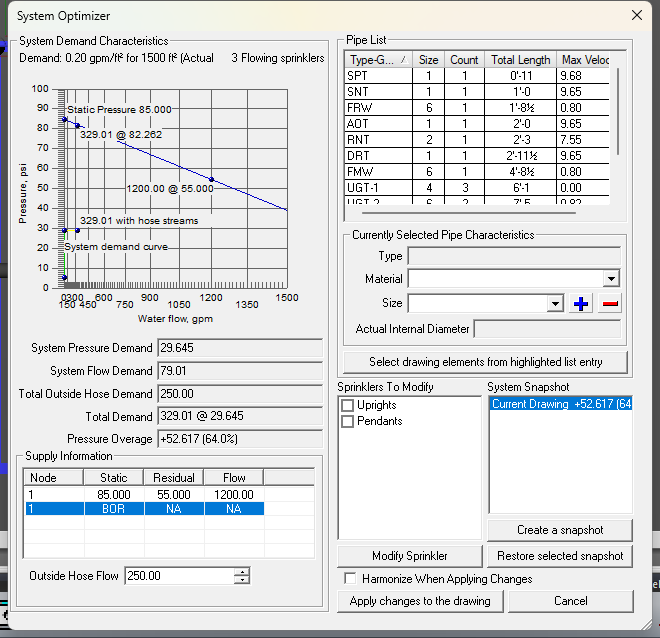 System Optimizer
System Demand Characteristics
Demand: 0.20 gpm/ft² for 1500 ft² (Actual 3 Flowing sprinklers
Pressure, psi
100
90
80
70
60
50
40
30
20
10
0
Static Pressure 85.000
329.01 @ 82.262
1200.00 @ 55.000
329.01 with hose streams
System demand curve
0 300 600 900 1200 1500
150 450 750 1050 1350
Water flow, gpm
System Pressure Demand 29.645
System Flow Demand 79.01
Total Outside Hose Demand 250.00
Total Demand 329.01 @ 29.645
Pressure Overage +52.617 (64.0%)
Supply Information
Node Static Residual Flow
1 85.000 55.000 1200.00
1 BOR NA NA
Outside Hose Flow 250.00
Pipe List
Type-G... Size Count Total Length Max Veloc
SPT 1 1 0'-11 9.68
SNT 1 1 1'-0 9.65
FRW 6 1 1'-8½ 0.80
AOT 1 1 2'-0 9.65
RNT 2 1 2'-3 7.55
DRT 1 1 2'-11½ 9.65
FMW 6 1 4'-8½ 0.80
UGT-1 4 3 6'-1 0.00
UGT-2 6 2 7'-5 0.82
Currently Selected Pipe Characteristics
Type
Material
Size
Actual Internal Diameter
Select drawing elements from highlighted list entry
Sprinklers To Modify
Uprights
Pendants
Modify Sprinkler
System Snapshot
Current Drawing +52.617 (64
Create a snapshot
Restore selected snapshot
Harmonize When Applying Changes
Apply changes to the drawing
Cancel